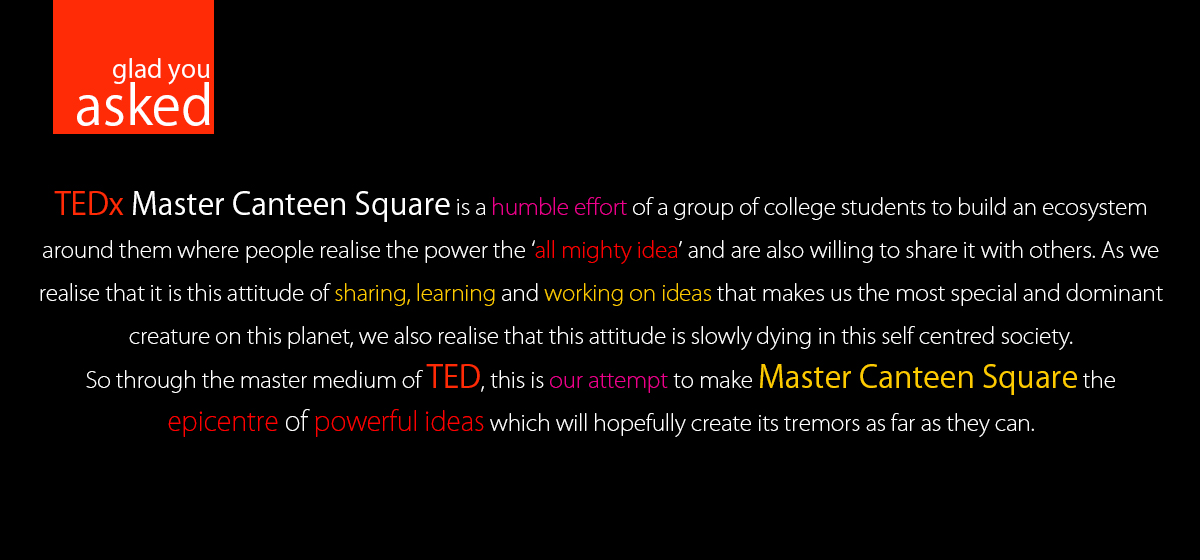 glad you
asked
TEDx Master Canteen Square is a humble effort of a group of college students to build an ecosystem
around them where people realise the power the ‘all mighty idea’ and are also willing to share it with others. As we
realise that it is this attitude of sharing, learning and working on ideas that makes us the most special and dominant
creature on this planet, we also realise that this attitude is slowly dying in this self centred society.
So through the master medium of TED, this is our attempt to make Master Canteen Square the
epicentre of powerful ideas which will hopefully create its tremors as far as they can.